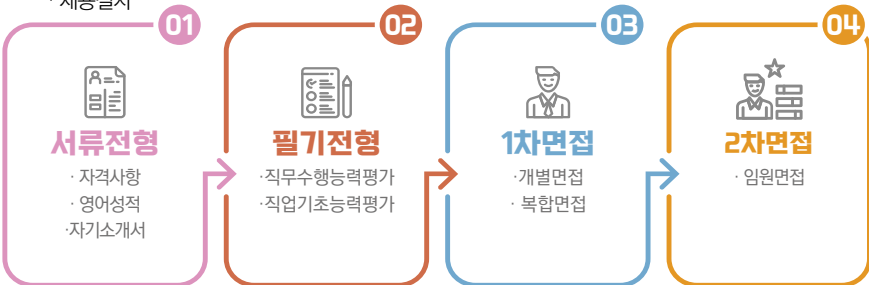 01
서류전형
· 자격사항
· 영어성적
·자기소개서
02
필기전형
·직무수행능력평가
·직업기초능력평가
03
1차면접
·개별면접
· 복합면접
04
2차면접
· 임원면접